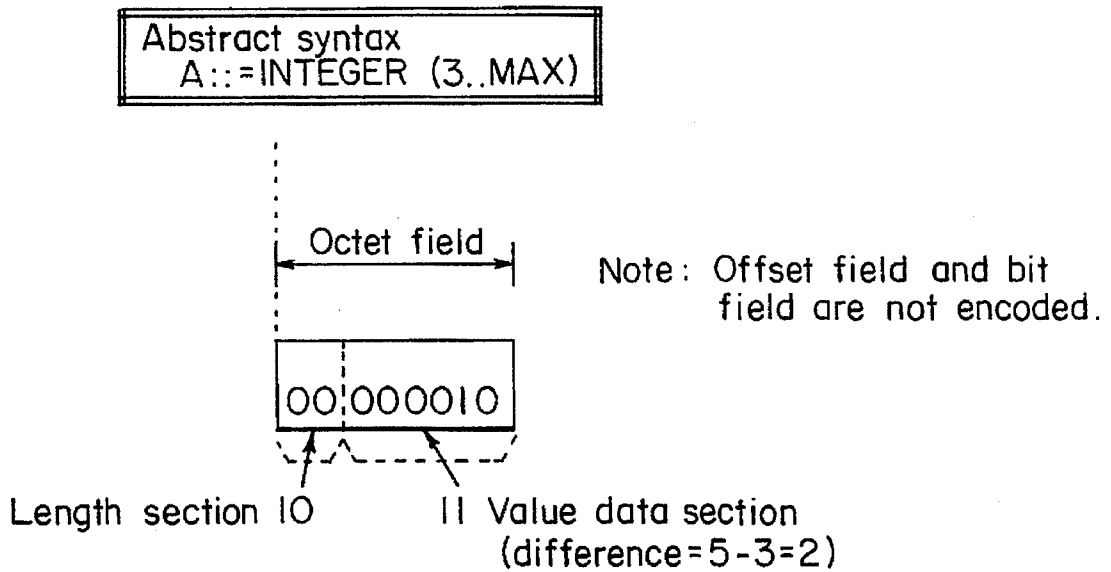 Abstract syntax
A::=INTEGER (3..MAX)
Octet field
Note: Offset field and bit
field are not encoded.
00 000010
Length section 10
11 Value data section
(difference=5-3=2)